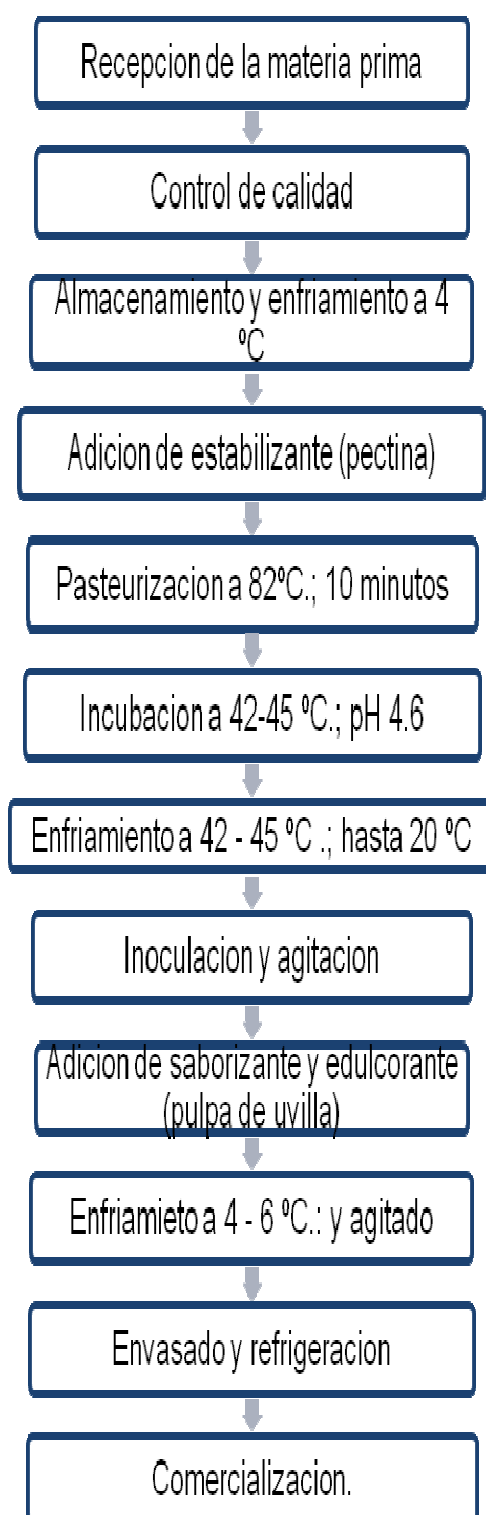 Recepcion de la materia prima
Control de calidad
Almacenamiento y enfriamiento a 4
ºC
Adicion de estabilizante (pectina)
Pasteurizacion a 82ºC.; 10 minutos
Incubacion a 42-45 ºC.; pH 4.6
Enfriamiento a 42 - 45 ºC .; hasta 20 ºC
Inoculacion y agitacion
Adicion de saborizante y edulcorante
(pulpa de uvilla)
Enfriamieto a 4 - 6 ºC.: y agitado
Envasado y refrigeracion
Comercializacion.